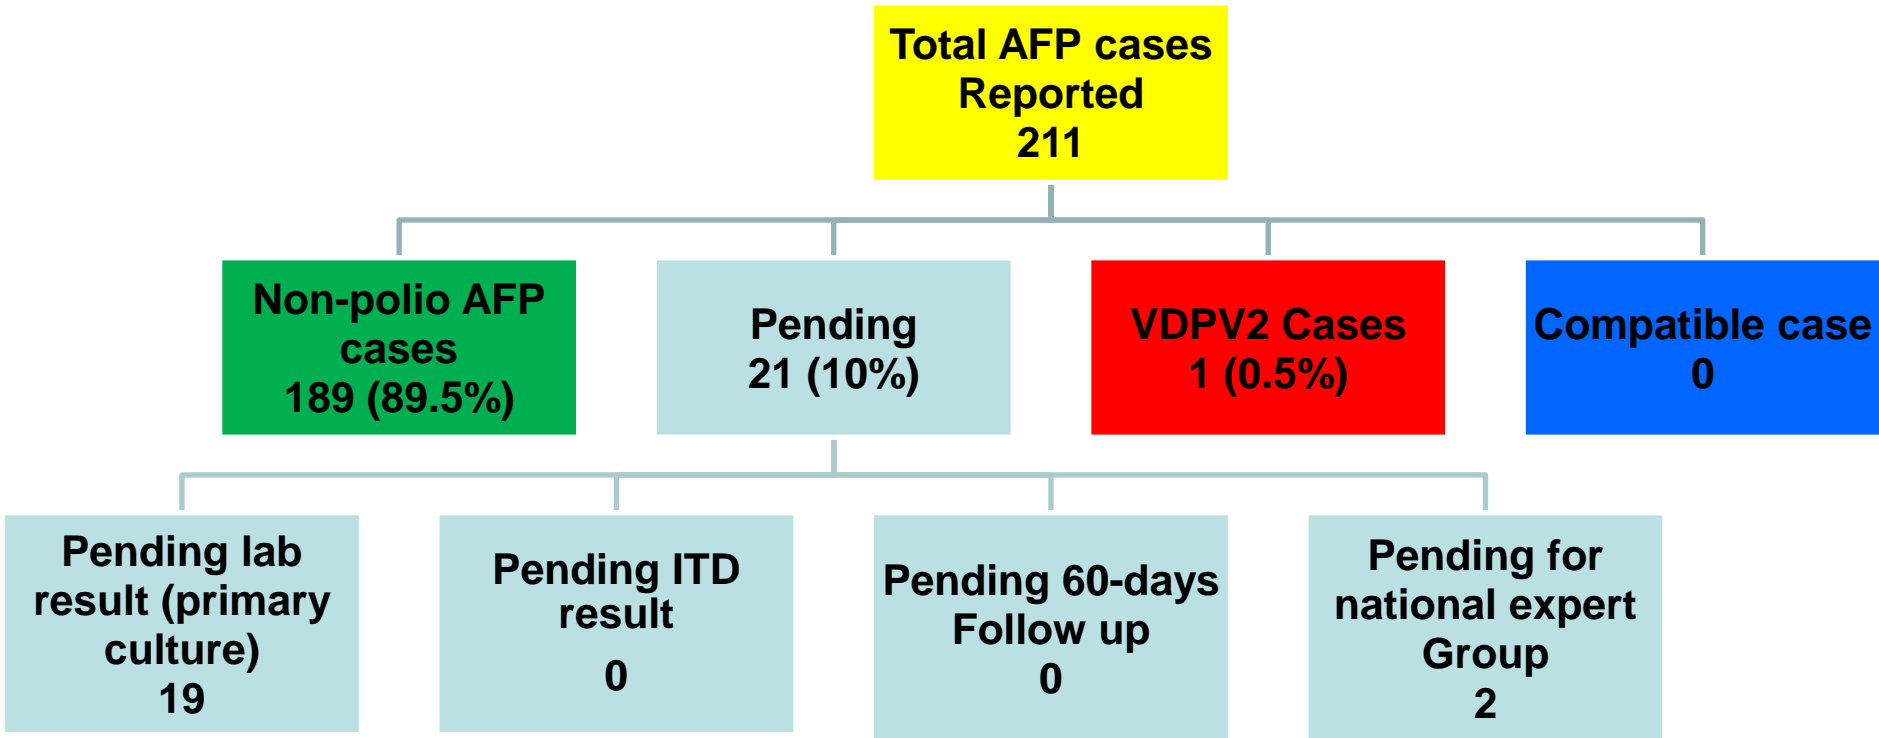 Total AFP cases
Reported
211
Non-polio AFP
cases
189 (89.5%)
Pending
21 (10%)
VDPV2 Cases
1 (0.5%)
Compatible case
0
Pending lab
result (primary
culture)
19
Pending ITD
result
0
Pending 60-days
Follow up
0
Pending for
national expert
Group
2